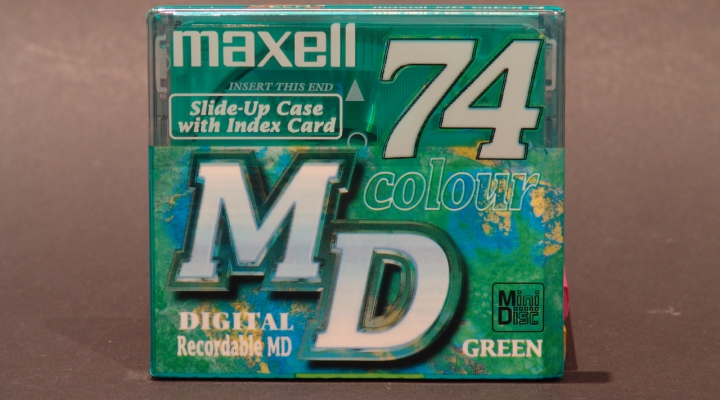 maxell
74
INSERT THIS END
Slide-Up Case
with Index Card
colour
MD
DIGITAL
Recordable MD
Mini
Disc
GREEN